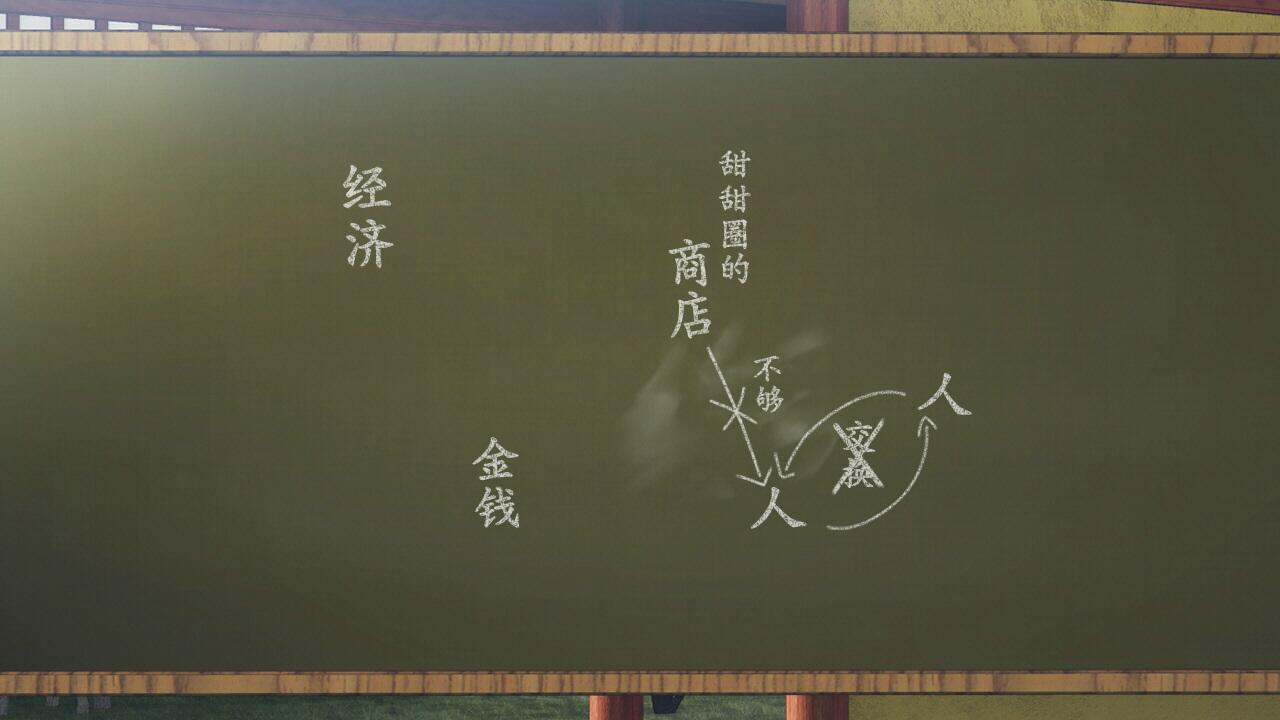 经济
金钱
甜甜圈的
商店
不够
人
交换
人